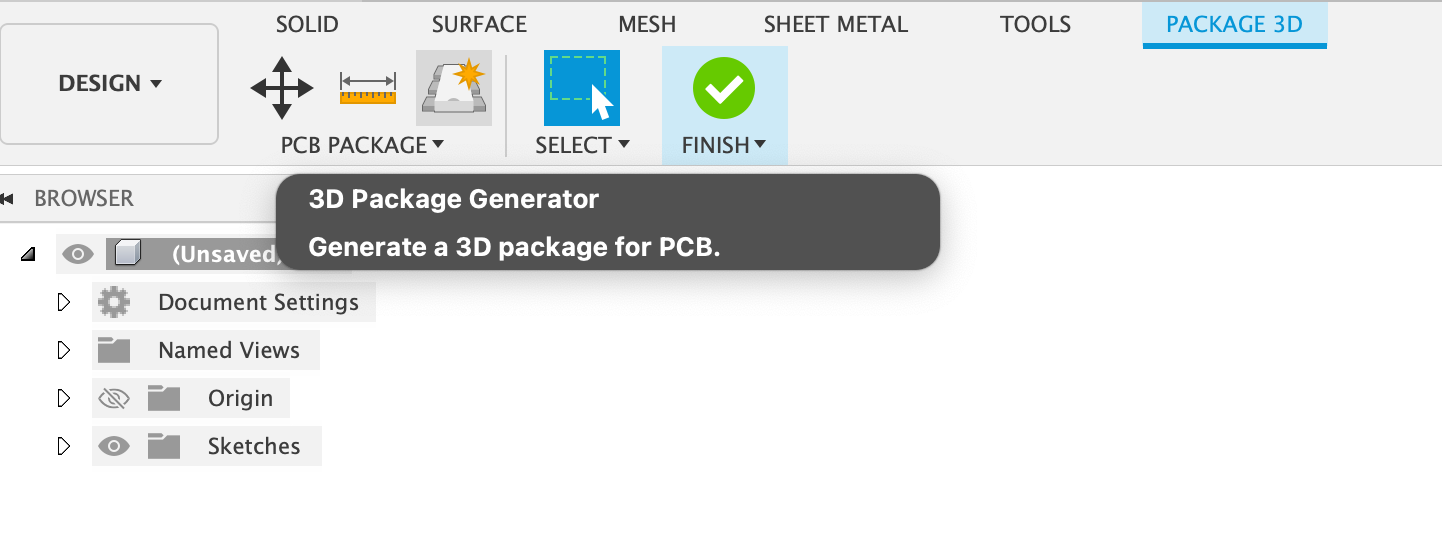 SOLID SURFACE MESH SHEET METAL TOOLS PACKAGE 3D
DESIGN
PCB PACKAGE SELECT FINISH
BROWSER
3D Package Generator
Generate a 3D package for PCB.
(Unsaved)
Document Settings
Named Views
Origin
Sketches